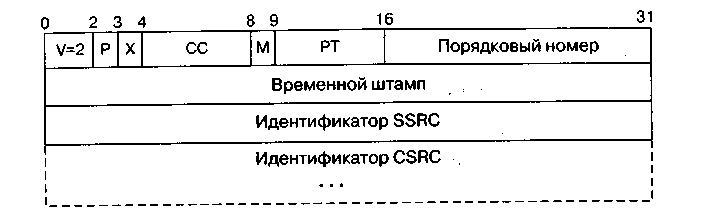 0 2 3 4 8 9 16 31
V=2 P X CC M PT Порядковый номер
Временной штамп
Идентификатор SSRC
Идентификатор CSRC
...